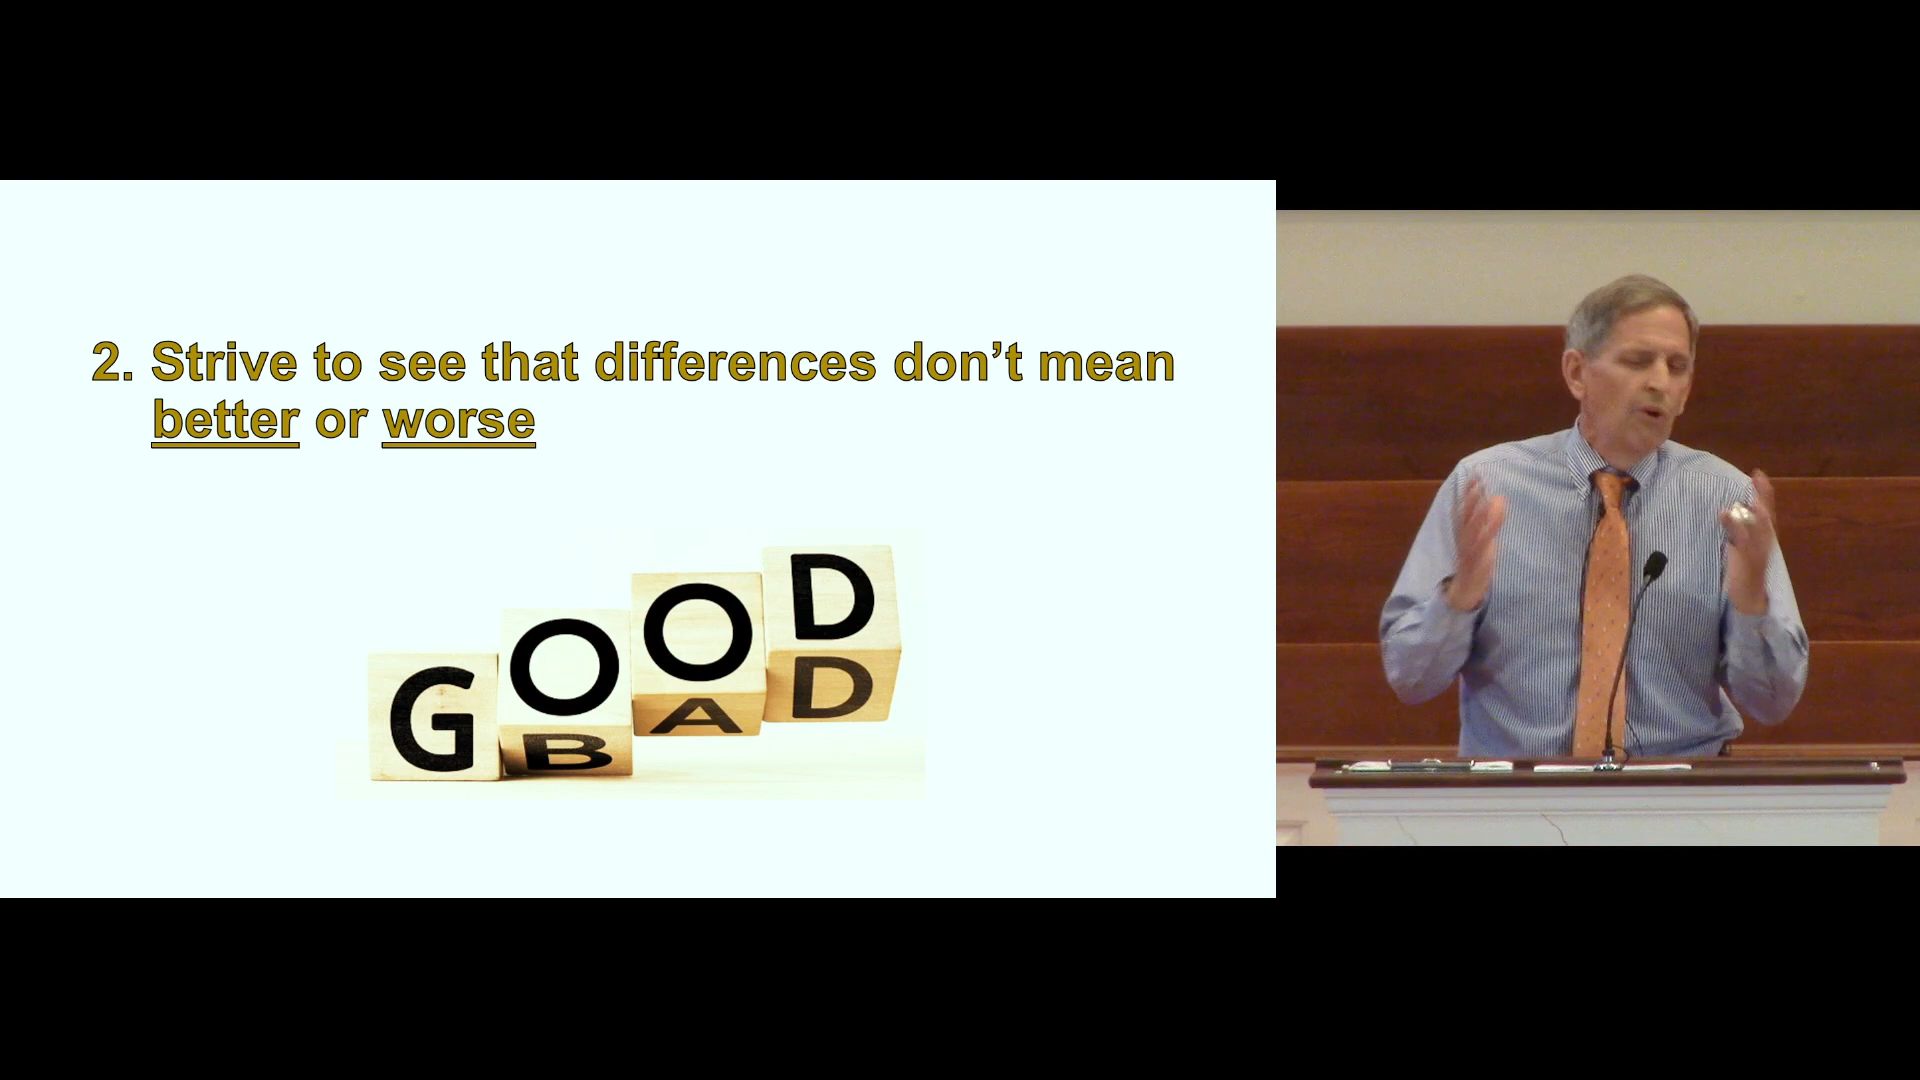 2. Strive to see that differences don’t mean
better or worse
GOOD
BAD